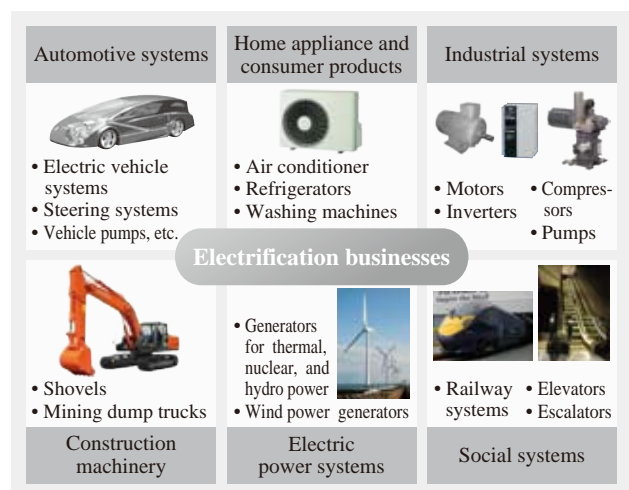 Automotive systems
Home appliance and
consumer products
Industrial systems
• Electric vehicle
systems
• Steering systems
• Vehicle pumps, etc.
• Air conditioner
• Refrigerators
• Washing machines
• Motors
• Inverters
• Compres-
sors
• Pumps
Electrification businesses
• Shovels
• Mining dump trucks
• Generators
for thermal,
nuclear, and
hydro power
• Wind power generators
• Railway
systems
• Elevators
• Escalators
Construction
machinery
Electric
power systems
Social systems